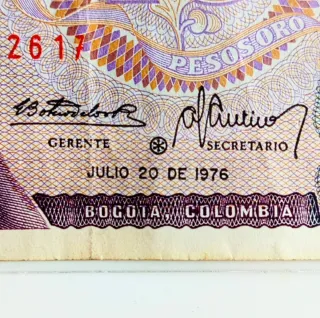 PESOS ORO
2617
GERENTE SECRETARIO
JULIO 20 DE 1976
BOGOTA, COLOMBIA